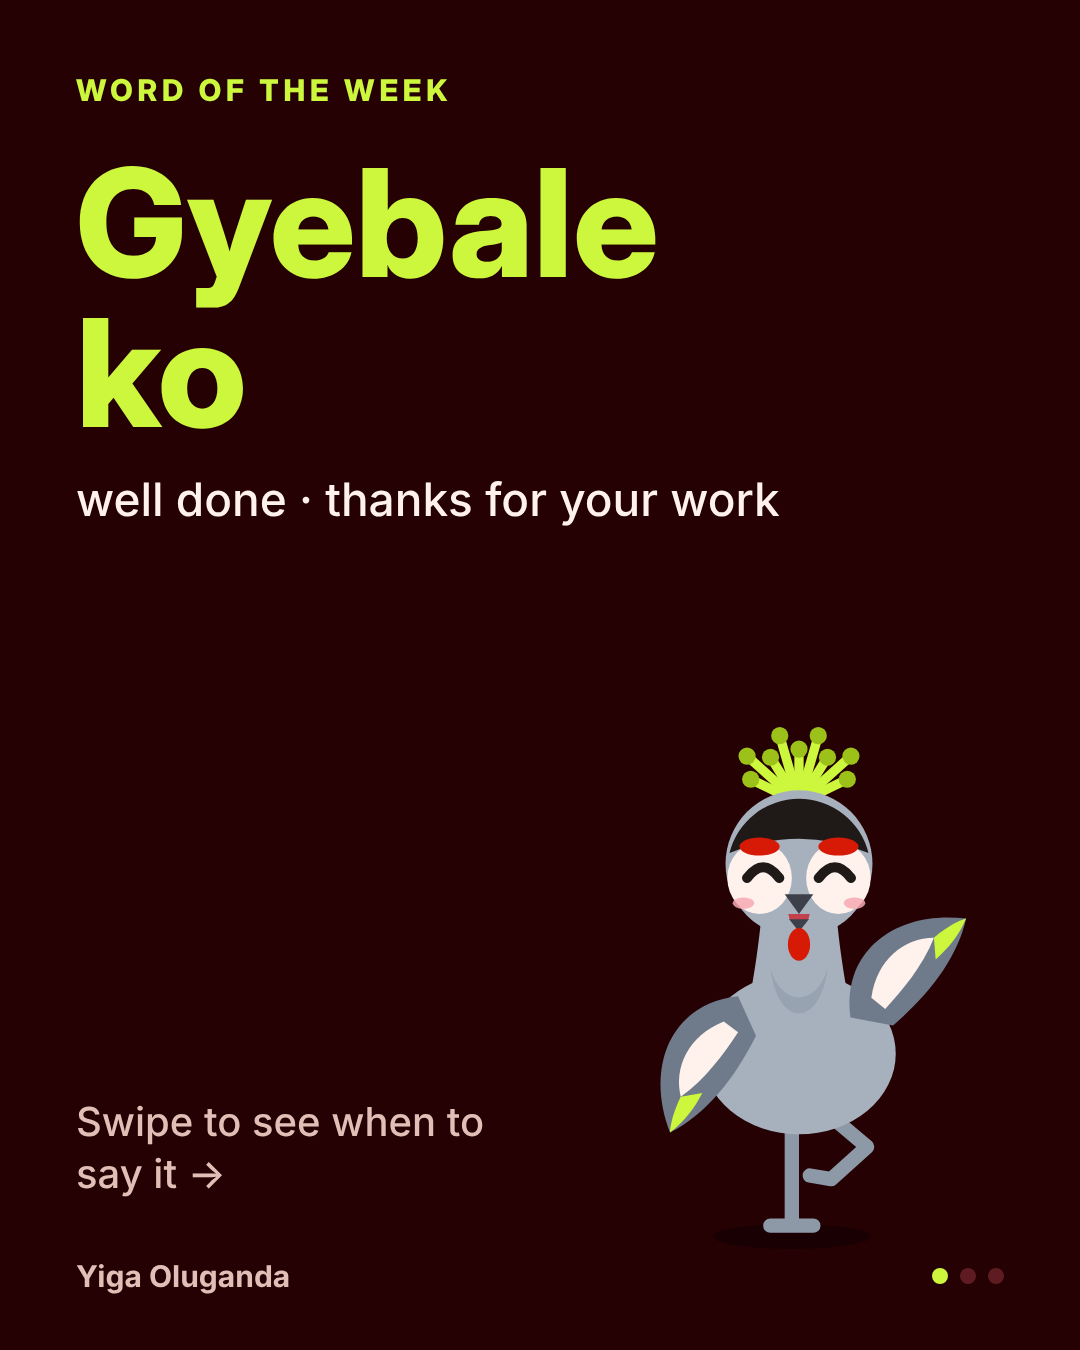 WORD OF THE WEEK
Gyebale
ko
well done · thanks for your work
Swipe to see when to
say it →
Yiga Oluganda